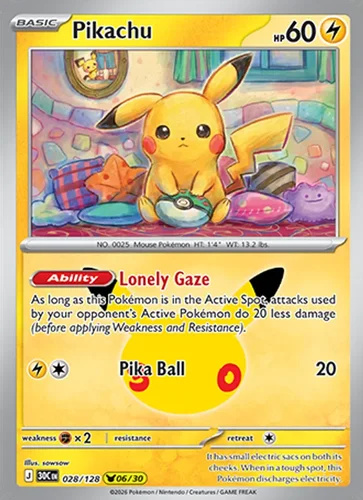 BASIC
Pikachu
HP 60
NO. 0025 Mouse Pokémon HT: 1'4" WT: 13.2 lbs.
Ability Lonely Gaze
As long as this Pokémon is in the Active Spot, attacks used
by your opponent's Active Pokémon do 20 less damage
(before applying Weakness and Resistance).
Pika Ball 20
weakness ×2 resistance retreat
Illus. sowsow
J 30C EN 028/128 06/30
It has small electric sacs on both its
cheeks. When in a tough spot, this
Pokémon discharges electricity.
©2026 Pokémon / Nintendo / Creatures / GAME FREAK